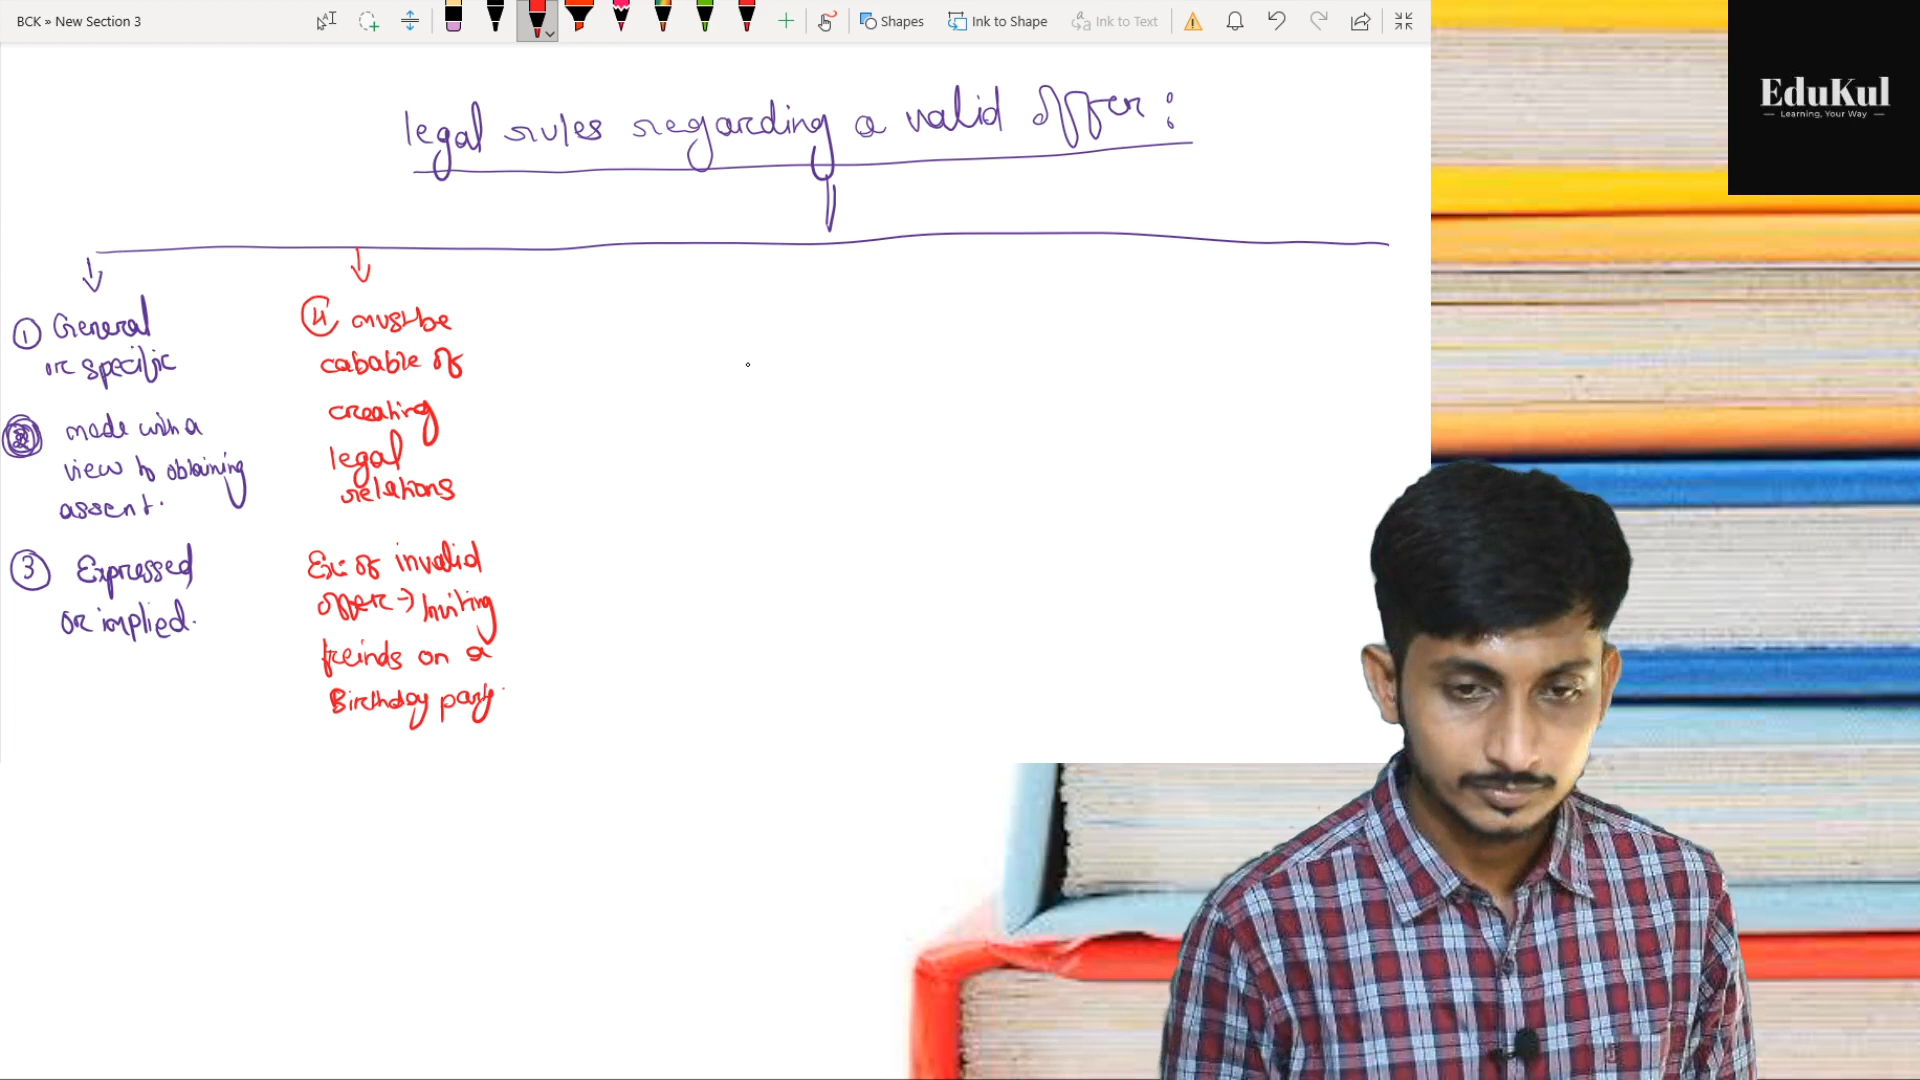 BCK » New Section 3
Shapes
Ink to Shape
Ink to Text
EduKul
Learning, Your Way
legal rules regarding a valid offer :
① General
or specific
② made with a
view to obtaining
assent.
③ Expressed
or implied.
④ must be
cabable of
creating
legal
relations
Ex:- of invalid
offer → Inviting
freinds on a
Birthday party.